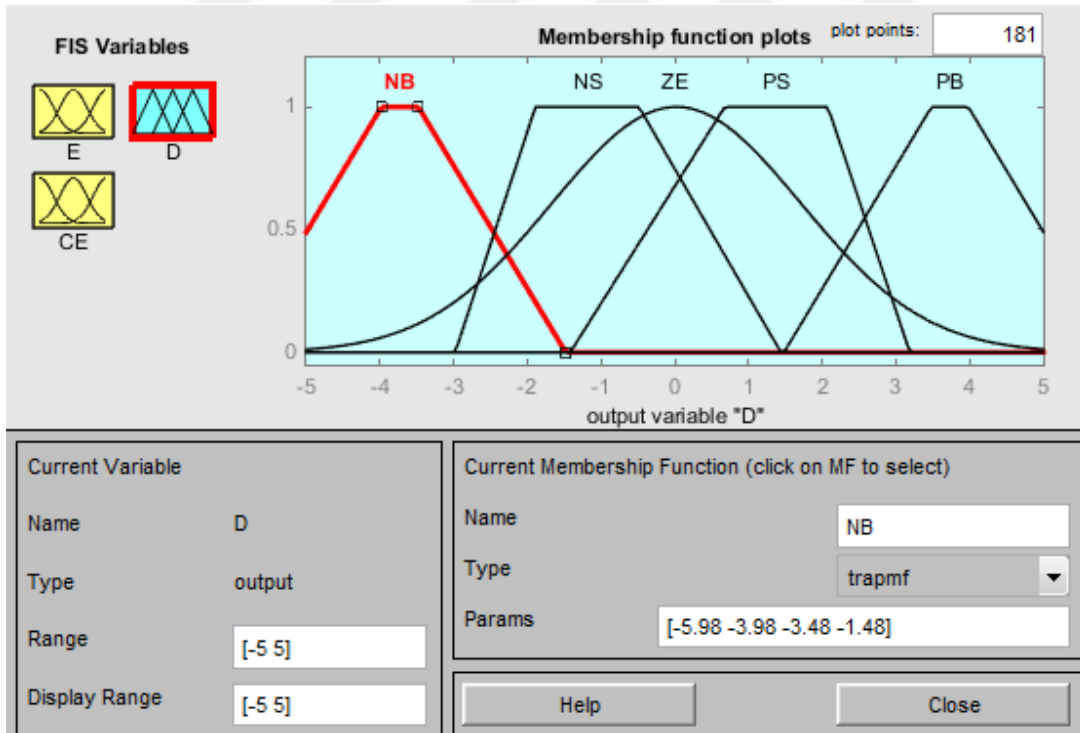 FIS Variables
E
D
CE
Membership function plots
plot points:
181
NB
NS
ZE
PS
PB
1
0.5
0
-5
-4
-3
-2
-1
0
1
2
3
4
5
output variable "D"
Current Variable
Name
D
Type
output
Range
[-5 5]
Display Range
[-5 5]
Current Membership Function (click on MF to select)
Name
NB
Type
trapmf
Params
[-5.98 -3.98 -3.48 -1.48]
Help
Close